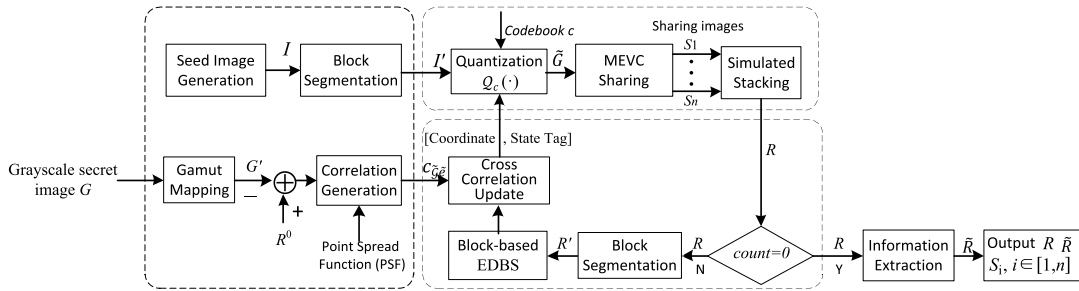 Codebook c
Sharing images
Seed Image
Generation
I
Block
Segmentation
I′
Quantization
Q_c(·)
G̃
MEVC
Sharing
S1
Sn
Simulated
Stacking
[Coordinate , State Tag]
R
Grayscale secret
image G
Gamut
Mapping
G′
−
+
R⁰
Correlation
Generation
c_G̃ẽ
Cross
Correlation
Update
Point Spread
Function (PSF)
Block-based
EDBS
R′
Block
Segmentation
R
N
count=0
R
Y
Information
Extraction
R̃
Output R R̃
Sᵢ, i∈[1,n]